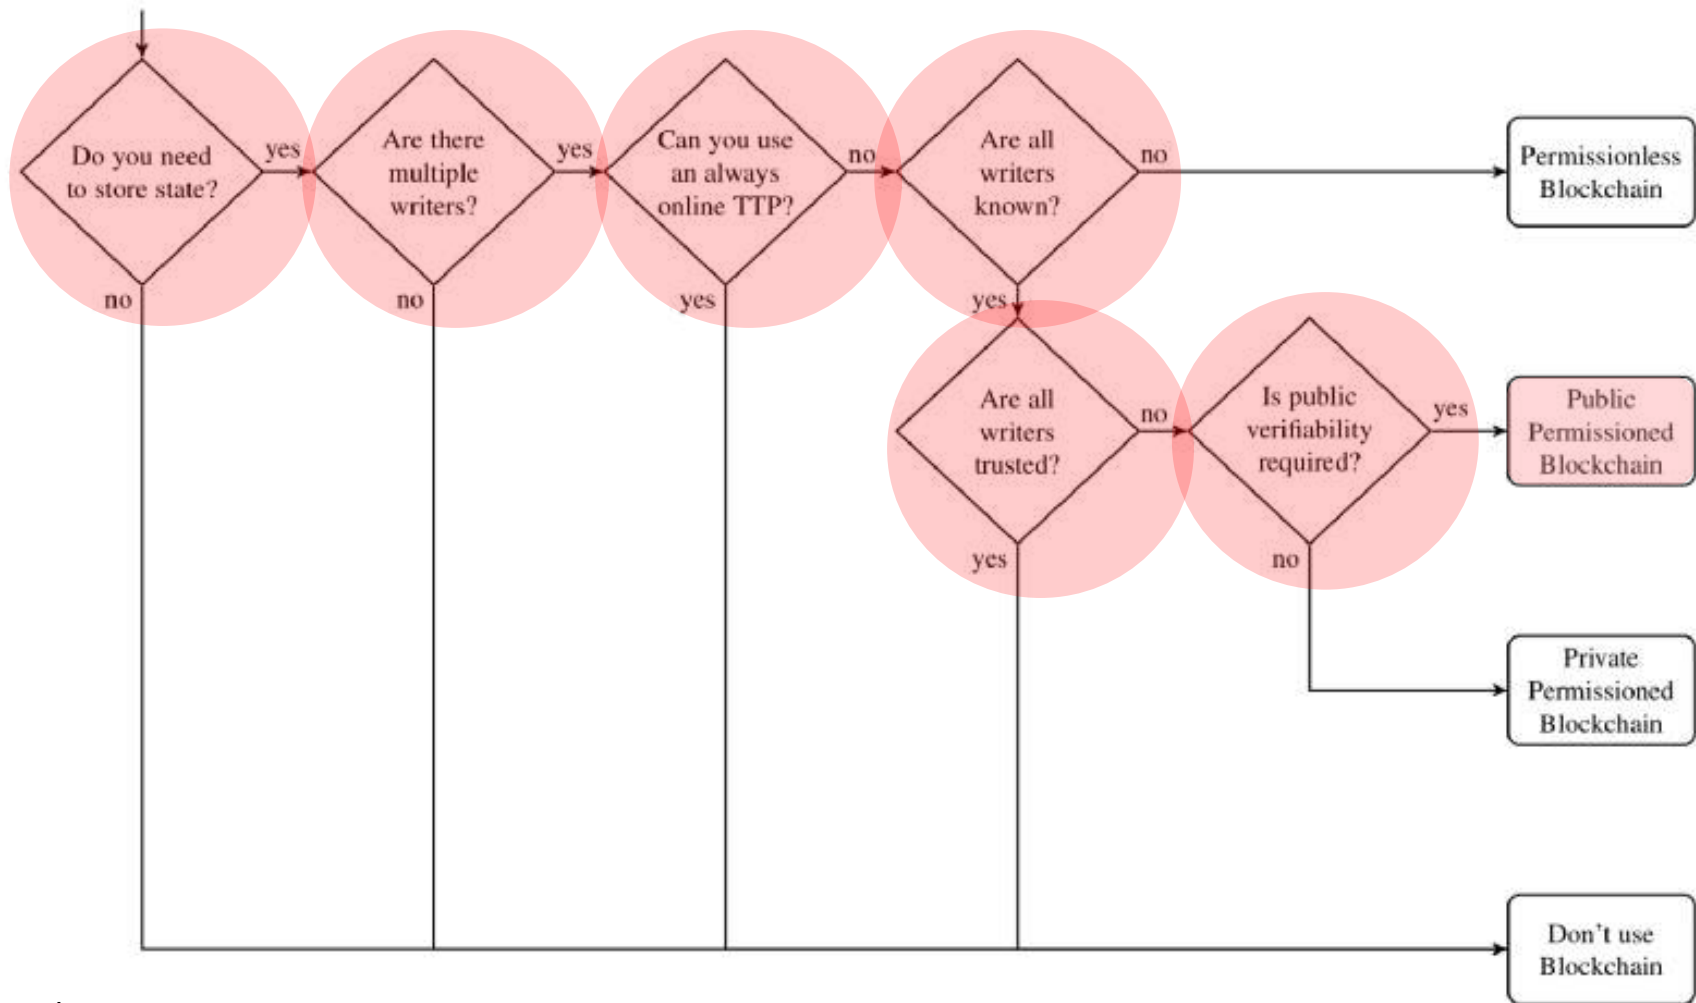 Do you need
to store state?
yes
no
Are there
multiple
writers?
yes
no
Can you use
an always
online TTP?
no
yes
Are all
writers
known?
no
yes
Permissionless
Blockchain
Are all
writers
trusted?
no
yes
Is public
verifiability
required?
yes
no
Public
Permissioned
Blockchain
Private
Permissioned
Blockchain
Don't use
Blockchain